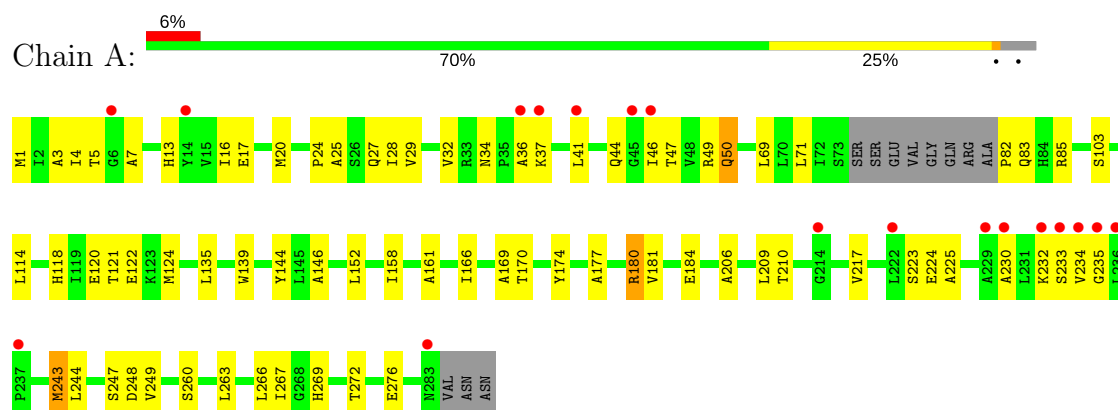 6%
Chain A:
70% 25% • •
M1 I2 A3 I4 T5 G6 A7 H13 Y14 V15 I16 E17 M20 P24 A25 S26 Q27 I28 V29 V32 R33 N34 P35 A36 K37 L41 Q44 G45 I46 T47 V48 R49 Q50 L69 L70 L71 I72 S73 SER SER GLU VAL GLY GLN ARG ALA P82 Q83 H84 R85 S103
L114 H118 I119 E120 T121 E122 K123 M124 L135 W139 Y144 L145 A146 L152 I158 A161 I166 A169 T170 Y174 A177 R180 V181 E184 A206 L209 T210 G214 V217 L222 S223 E224 A225 A229 A230 L231 K232 S233 V234 G235 L236
P237 M243 L244 S247 D248 V249 S260 L263 L266 I267 G268 H269 T272 E276 N283 VAL ASN ASN